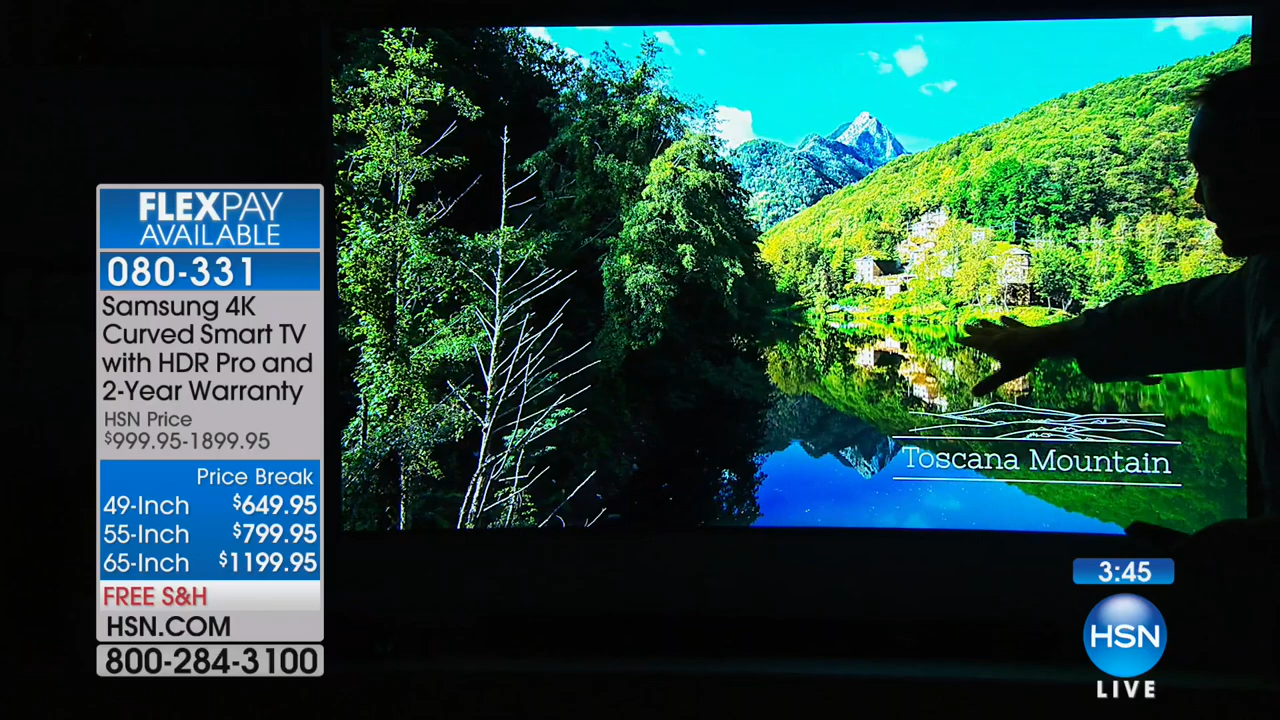 FLEXPAY
AVAILABLE
080-331
Samsung 4K
Curved Smart TV
with HDR Pro and
2-Year Warranty
HSN Price
$999.95-1899.95
Price Break
49-Inch $649.95
55-Inch $799.95
65-Inch $1199.95
FREE S&H
HSN.COM
800-284-3100
Toscana Mountain
3:45
HSN
LIVE